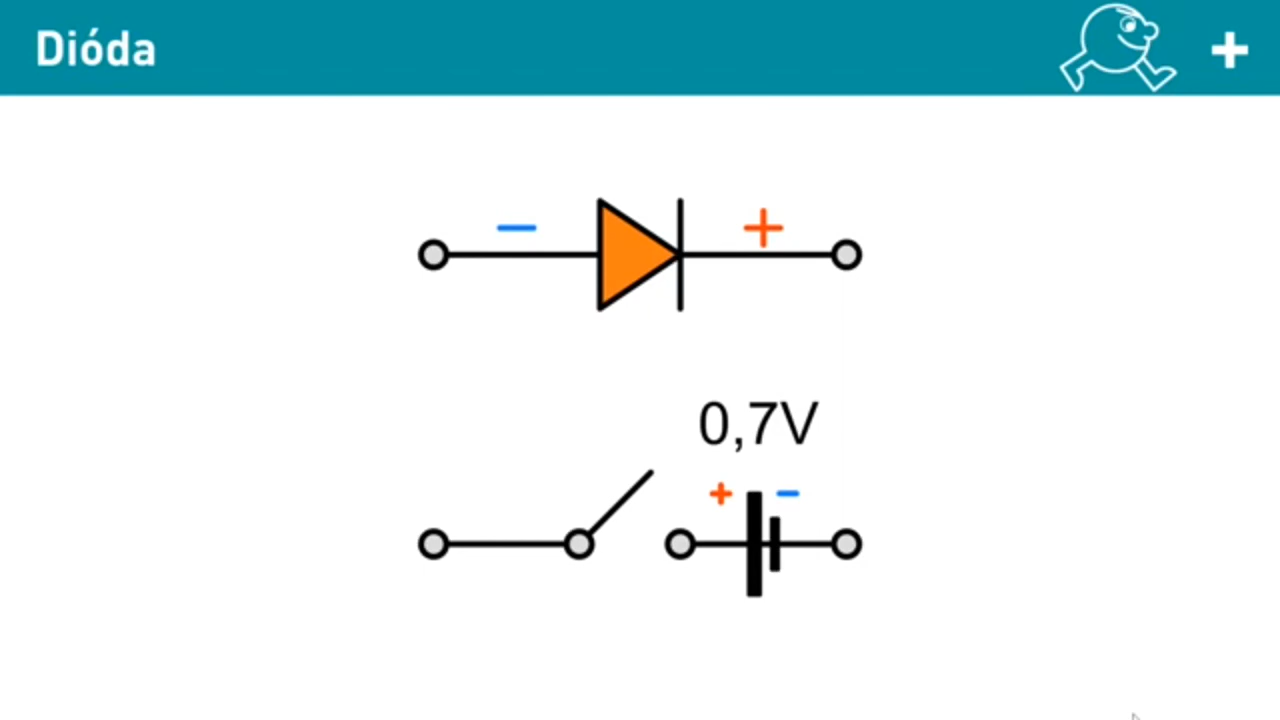 Dióda
+
− +
0,7V
+ −